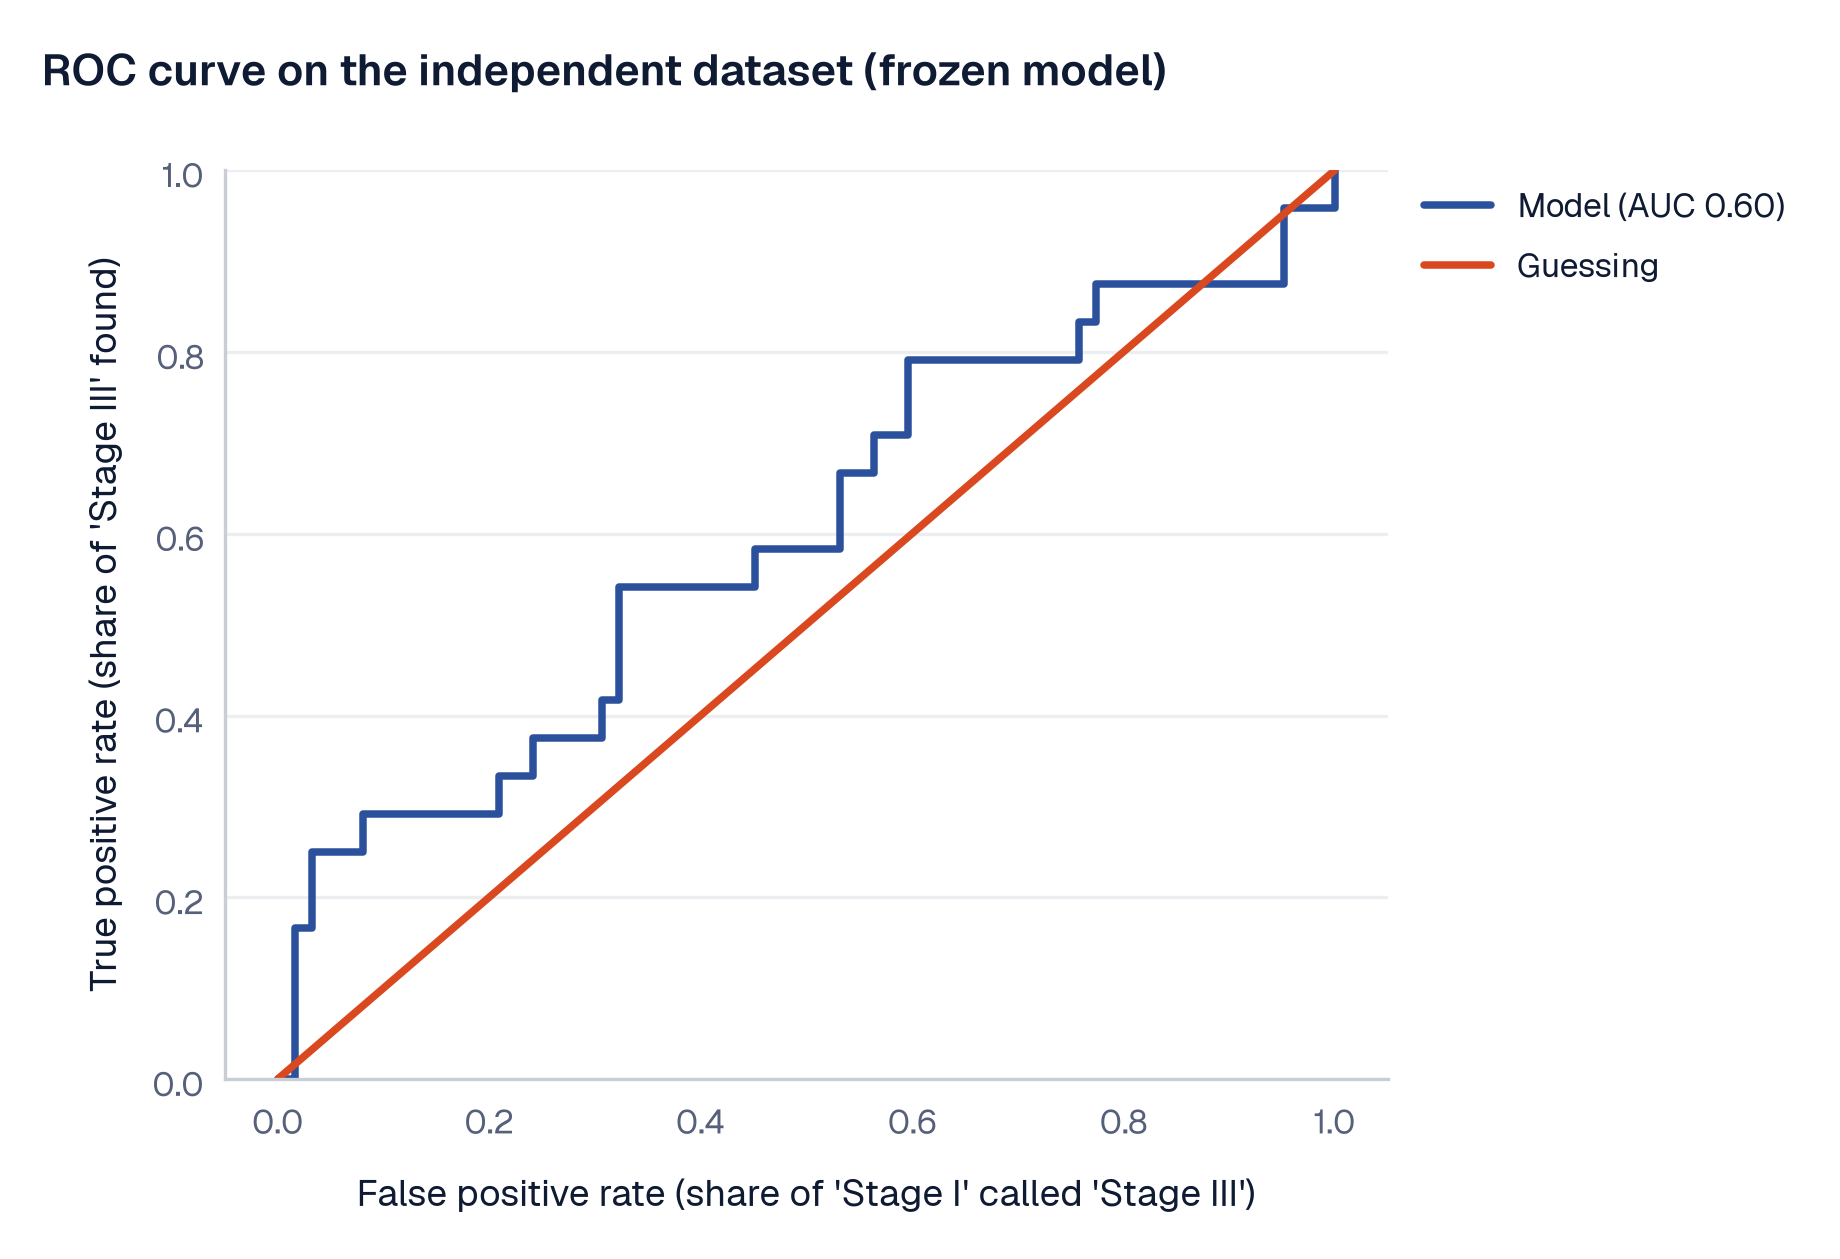 ROC curve on the independent dataset (frozen model)
Model (AUC 0.60)
Guessing
True positive rate (share of 'Stage III' found)
1.0
0.8
0.6
0.4
0.2
0.0
0.0 0.2 0.4 0.6 0.8 1.0
False positive rate (share of 'Stage I' called 'Stage III')